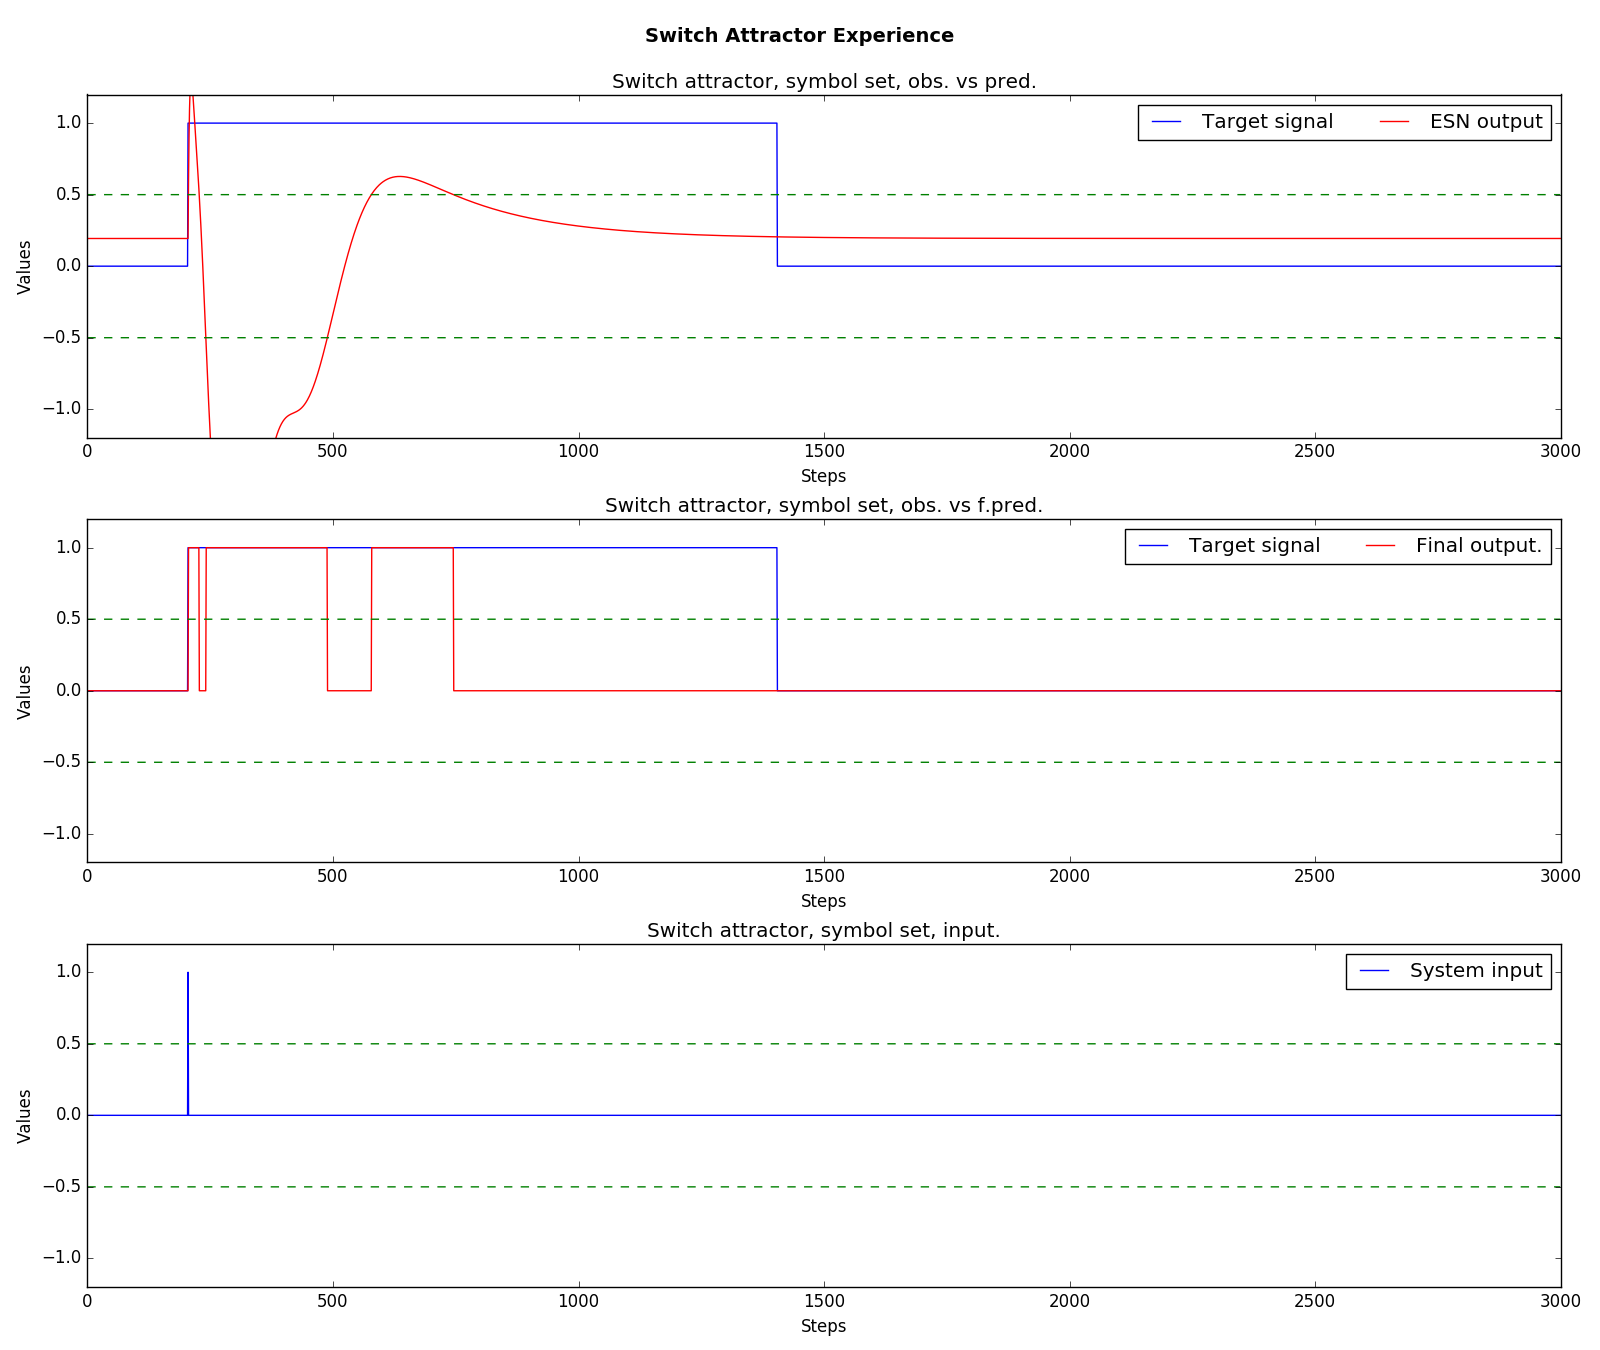 Switch Attractor Experience
Switch attractor, symbol set, obs. vs pred.
Target signal ESN output
Values
1.0
0.5
0.0
−0.5
−1.0
0 500 1000 1500 2000 2500 3000
Steps
Switch attractor, symbol set, obs. vs f.pred.
Target signal Final output.
Values
1.0
0.5
0.0
−0.5
−1.0
0 500 1000 1500 2000 2500 3000
Steps
Switch attractor, symbol set, input.
System input
Values
1.0
0.5
0.0
−0.5
−1.0
0 500 1000 1500 2000 2500 3000
Steps